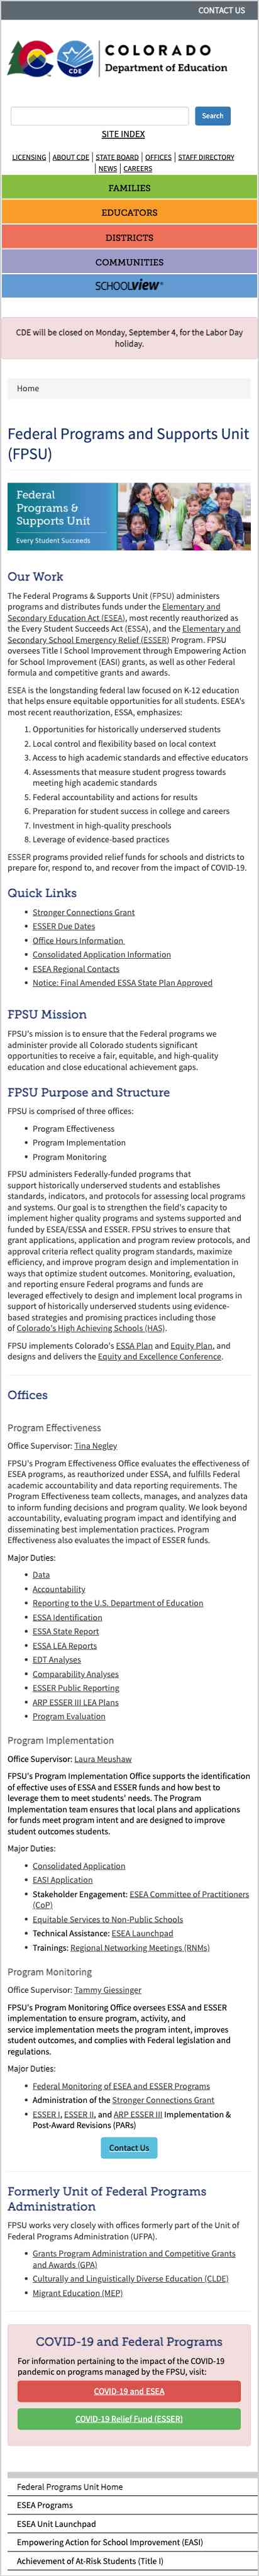 CONTACT US
CDE
COLORADO
Department of Education
Search
SITE INDEX
LICENSING | ABOUT CDE | STATE BOARD | OFFICES | STAFF DIRECTORY
| NEWS | CAREERS
FAMILIES
EDUCATORS
DISTRICTS
COMMUNITIES
SCHOOLVIEW®
CDE will be closed on Monday, September 4, for the Labor Day
holiday.
Home
Federal Programs and Supports Unit
(FPSU)
Federal
Programs &
Supports Unit
Every Student Succeeds
Our Work
The Federal Programs & Supports Unit (FPSU) administers
programs and distributes funds under the Elementary and
Secondary Education Act (ESEA), most recently reauthorized as
the Every Student Succeeds Act (ESSA), and the Elementary and
Secondary School Emergency Relief (ESSER) Program. FPSU
oversees Title I School Improvement through Empowering Action
for School Improvement (EASI) grants, as well as other Federal
formula and competitive grants and awards.
ESEA is the longstanding federal law focused on K-12 education
that helps ensure equitable opportunities for all students. ESEA's
most recent reauthorization, ESSA, emphasizes:
1. Opportunities for historically underserved students
2. Local control and flexibility based on local context
3. Access to high academic standards and effective educators
4. Assessments that measure student progress towards
meeting high academic standards
5. Federal accountability and actions for results
6. Preparation for student success in college and careers
7. Investment in high-quality preschools
8. Leverage of evidence-based practices
ESSER programs provided relief funds for schools and districts to
prepare for, respond to, and recover from the impact of COVID-19.
Quick Links
• Stronger Connections Grant
• ESSER Due Dates
• Office Hours Information
• Consolidated Application Information
• ESEA Regional Contacts
• Notice: Final Amended ESSA State Plan Approved
FPSU Mission
FPSU's mission is to ensure that the Federal programs we
administer provide all Colorado students significant
opportunities to receive a fair, equitable, and high-quality
education and close educational achievement gaps.
FPSU Purpose and Structure
FPSU is comprised of three offices:
• Program Effectiveness
• Program Implementation
• Program Monitoring
FPSU administers Federally-funded programs that
support historically underserved students and establishes
standards, indicators, and protocols for assessing local programs
and systems. Our goal is to strengthen the field's capacity to
implement higher quality programs and systems supported and
funded by ESEA/ESSA and ESSER. FPSU strives to ensure that
grant applications, application and program review protocols, and
approval criteria reflect quality program standards, maximize
efficiency, and improve program design and implementation in
ways that optimize student outcomes. Monitoring, evaluation,
and reporting ensure Federal programs and funds are
leveraged effectively to design and implement local programs in
support of historically underserved students using evidence-
based strategies and promising practices including those
of Colorado's High Achieving Schools (HAS).
FPSU implements Colorado's ESSA Plan and Equity Plan, and
designs and delivers the Equity and Excellence Conference.
Offices
Program Effectiveness
Office Supervisor: Tina Negley
FPSU's Program Effectiveness Office evaluates the effectiveness of
ESEA programs, as reauthorized under ESSA, and fulfills Federal
academic accountability and data reporting requirements. The
Program Effectiveness team collects, manages, and analyzes data
to inform funding decisions and program quality. We look beyond
accountability, evaluating program impact and identifying and
disseminating best implementation practices. Program
Effectiveness also evaluates the impact of ESSER funds.
Major Duties:
• Data
• Accountability
• Reporting to the U.S. Department of Education
• ESSA Identification
• ESSA State Report
• ESSA LEA Reports
• EDT Analyses
• Comparability Analyses
• ESSER Public Reporting
• ARP ESSER III LEA Plans
• Program Evaluation
Program Implementation
Office Supervisor: Laura Meushaw
FPSU's Program Implementation Office supports the identification
of effective uses of ESSA and ESSER funds and how best to
leverage them to meet students' needs. The Program
Implementation team ensures that local plans and applications
for funds meet program intent and are designed to improve
student outcomes students.
Major Duties:
• Consolidated Application
• EASI Application
• Stakeholder Engagement: ESEA Committee of Practitioners
(CoP)
• Equitable Services to Non-Public Schools
• Technical Assistance: ESEA Launchpad
• Trainings: Regional Networking Meetings (RNMs)
Program Monitoring
Office Supervisor: Tammy Giessinger
FPSU's Program Monitoring Office oversees ESSA and ESSER
implementation to ensure program, activity, and
service implementation meets the program intent, improves
student outcomes, and complies with Federal legislation and
regulations.
Major Duties:
• Federal Monitoring of ESEA and ESSER Programs
• Administration of the Stronger Connections Grant
• ESSER I, ESSER II, and ARP ESSER III Implementation &
Post-Award Revisions (PARs)
Contact Us
Formerly Unit of Federal Programs
Administration
FPSU works very closely with offices formerly part of the Unit of
Federal Programs Administration (UFPA).
• Grants Program Administration and Competitive Grants
and Awards (GPA)
• Culturally and Linguistically Diverse Education (CLDE)
• Migrant Education (MEP)
COVID-19 and Federal Programs
For information pertaining to the impact of the COVID-19
pandemic on programs managed by the FPSU, visit:
COVID-19 and ESEA
COVID-19 Relief Fund (ESSER)
Federal Programs Unit Home
ESEA Programs
ESEA Unit Launchpad
Empowering Action for School Improvement (EASI)
Achievement of At-Risk Students (Title I)